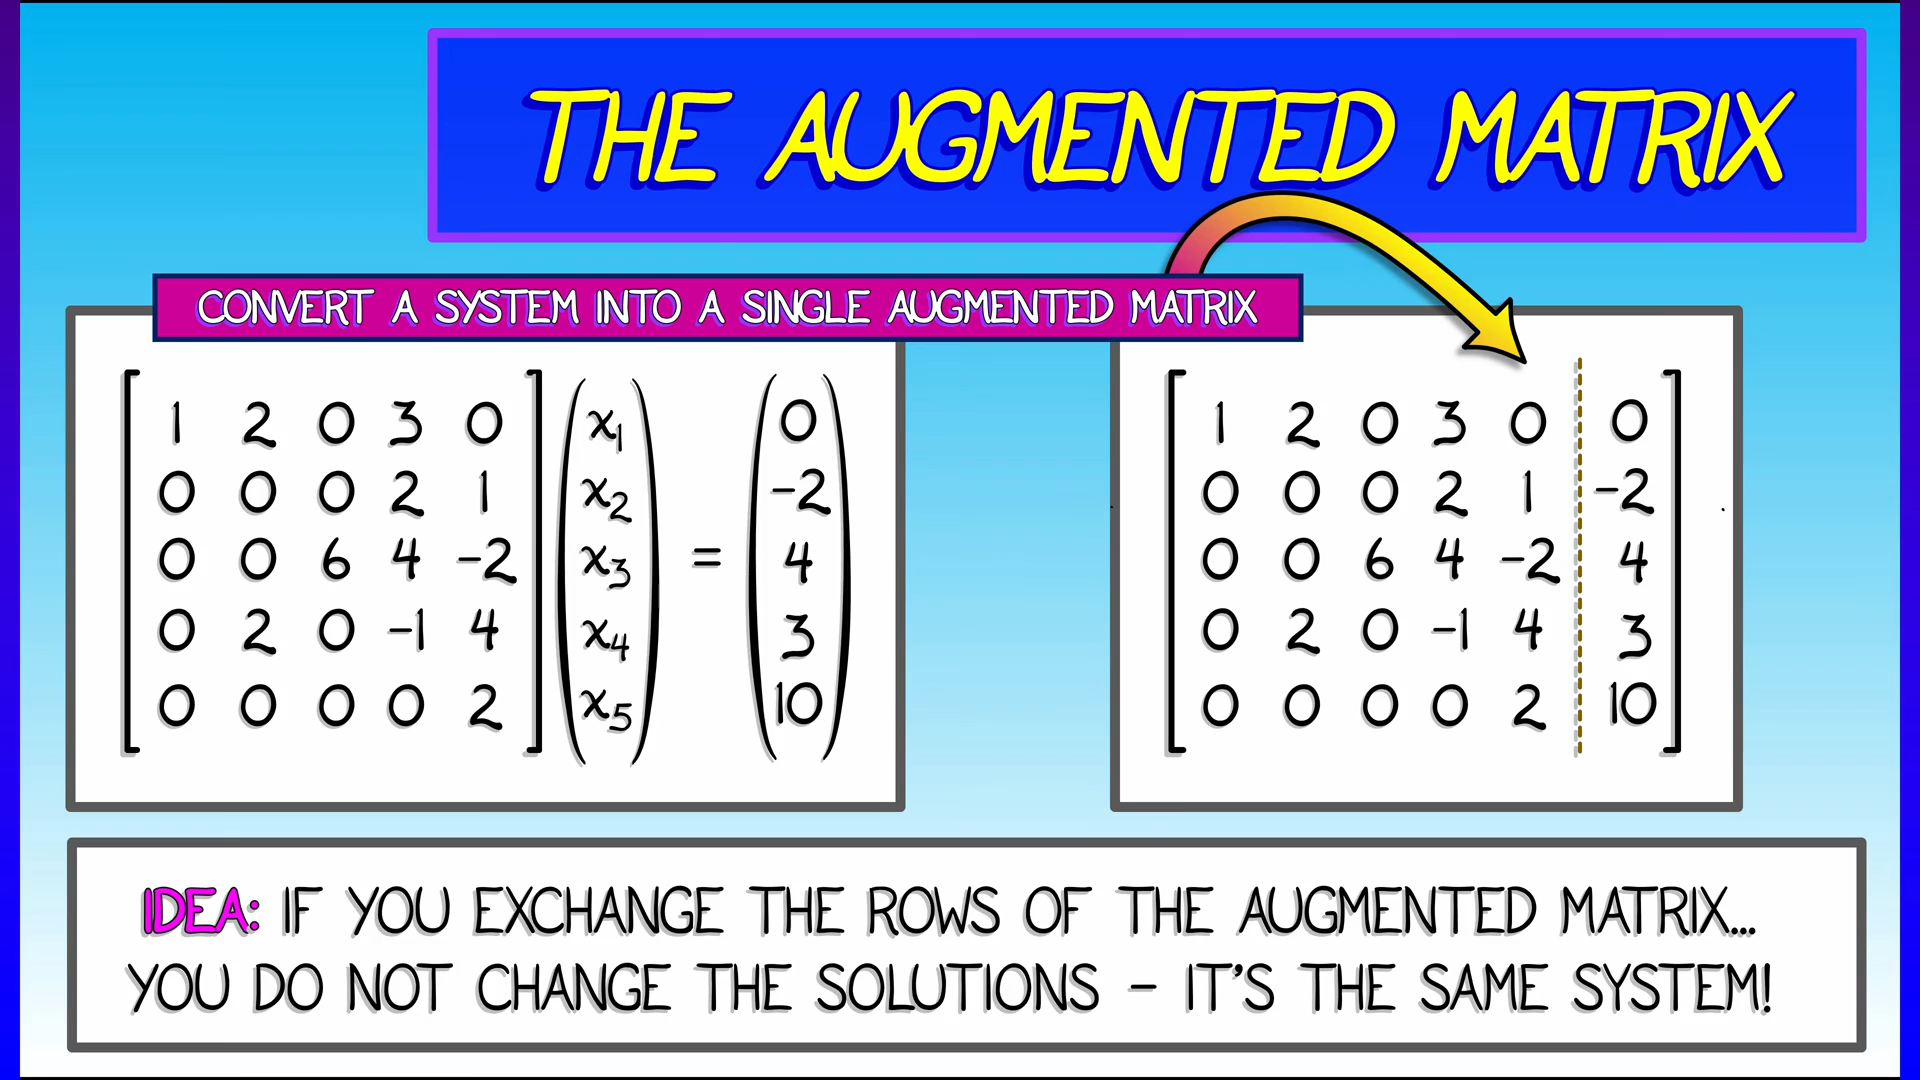 THE AUGMENTED MATRIX
CONVERT A SYSTEM INTO A SINGLE AUGMENTED MATRIX
1 2 0 3 0 x1 0
0 0 0 2 1 x2 -2
0 0 6 4 -2 x3 = 4
0 2 0 -1 4 x4 3
0 0 0 0 2 x5 10
1 2 0 3 0 0
0 0 0 2 1 -2
0 0 6 4 -2 4
0 2 0 -1 4 3
0 0 0 0 2 10
IDEA: IF YOU EXCHANGE THE ROWS OF THE AUGMENTED MATRIX...
YOU DO NOT CHANGE THE SOLUTIONS - IT'S THE SAME SYSTEM!